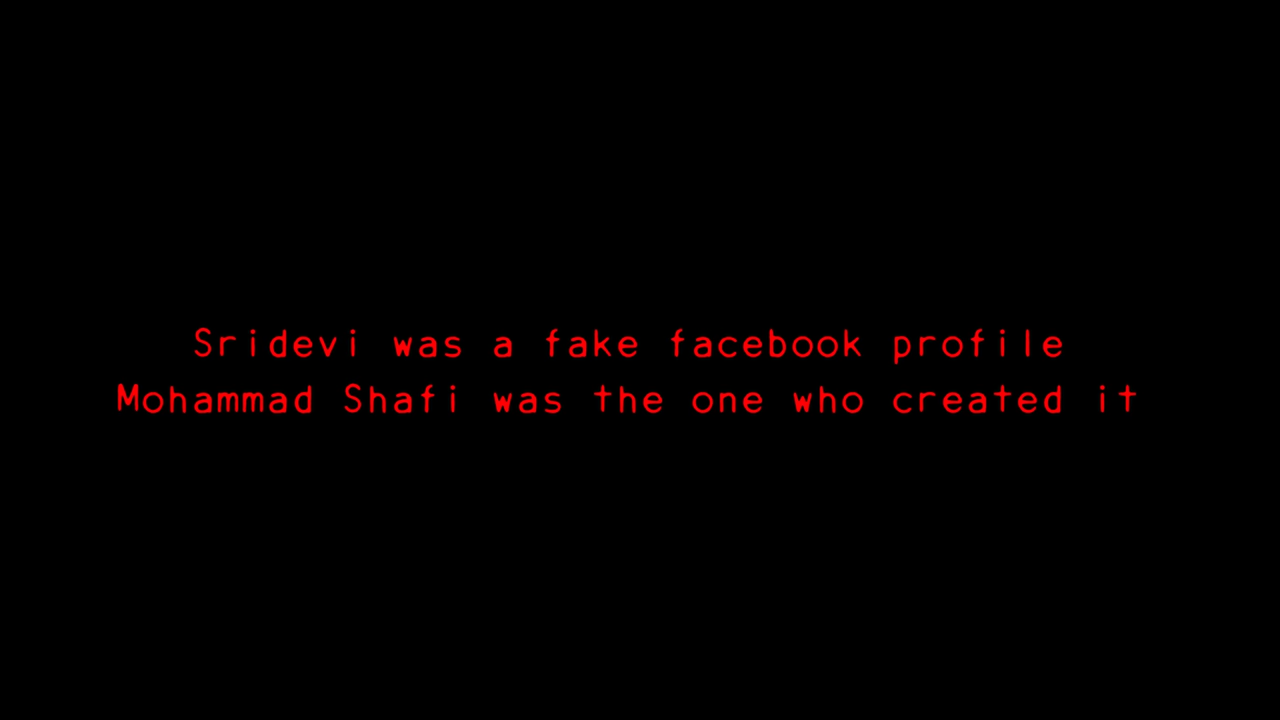 Sridevi was a fake facebook profile
Mohammad Shafi was the one who created it